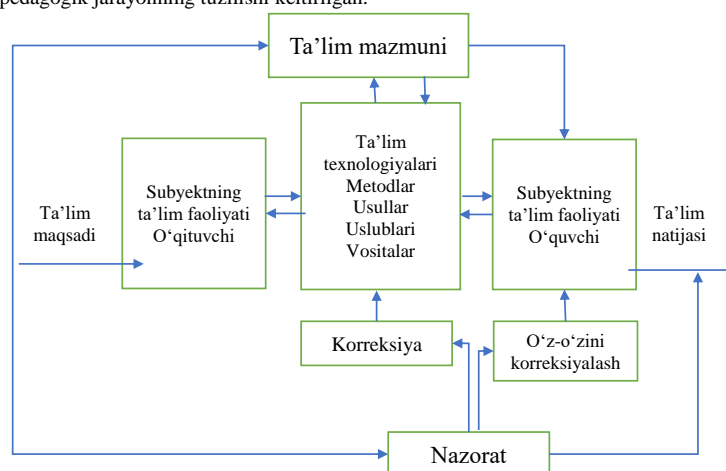 pedagogik jarayonning tuzilishi keltirilgan.
Ta’lim mazmuni
Ta’lim
texnologiyalari
Metodlar
Usullar
Uslublari
Vositalar
Subyektning
ta’lim faoliyati
O‘qituvchi
Subyektning
ta’lim faoliyati
O‘quvchi
Ta’lim
maqsadi
Ta’lim
natijasi
Korreksiya
O‘z-o‘zini
korreksiyalash
Nazorat